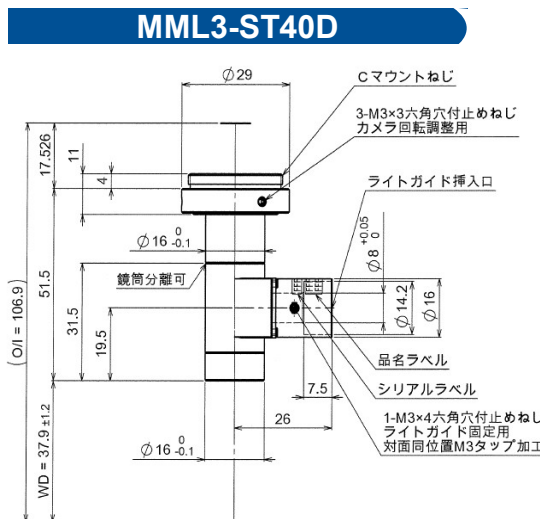 MML3-ST40D
Ø29
Cマウントねじ
3-M3×3六角穴付止めねじ
カメラ回転調整用
17.526
11
4
ライトガイド挿入口
Ø16 0 -0.1
Ø8 +0.05 0
鏡筒分離可
(O/I = 106.9)
51.5
31.5
19.5
Ø14.2
Ø16
品名ラベル
7.5
シリアルラベル
26
1-M3×4六角穴付止めねじ
ライトガイド固定用
対面同位置M3タップ加工
Ø16 0 -0.1
WD = 37.9 ±1.2